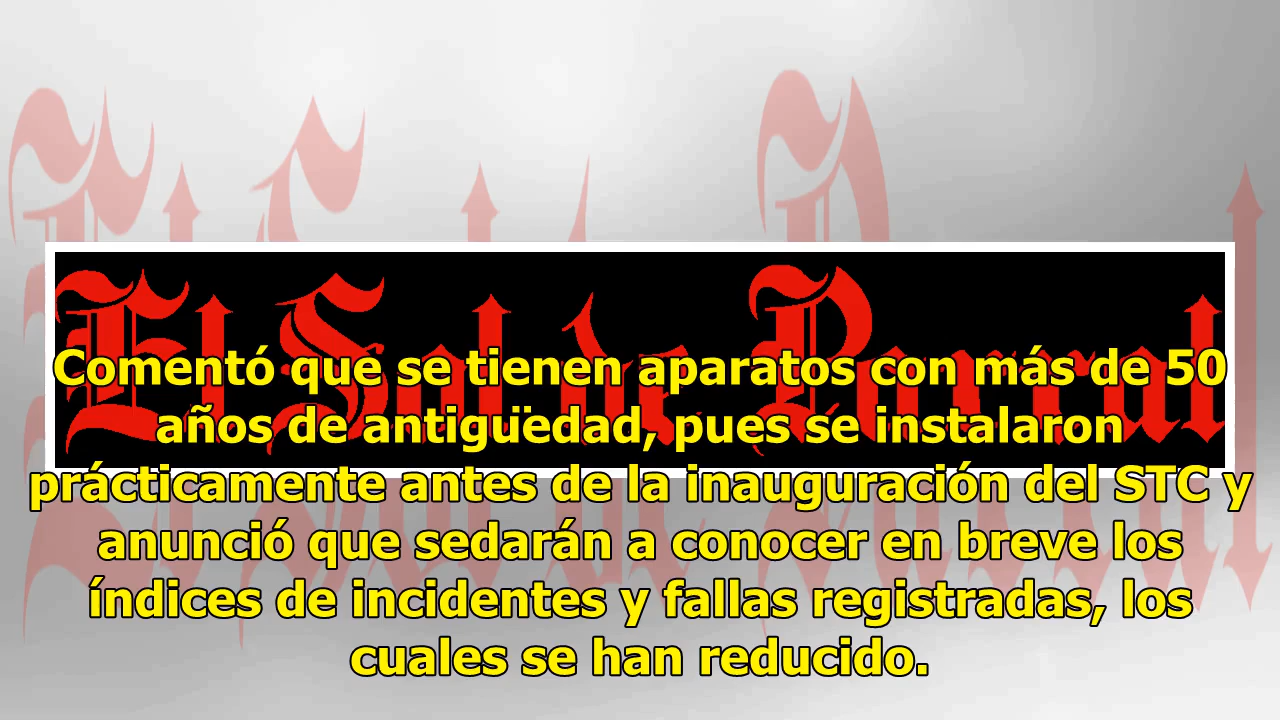 El Sol de Parral
Comentó que se tienen aparatos con más de 50
años de antigüedad, pues se instalaron
prácticamente antes de la inauguración del STC y
anunció que sedarán a conocer en breve los
índices de incidentes y fallas registradas, los
cuales se han reducido.